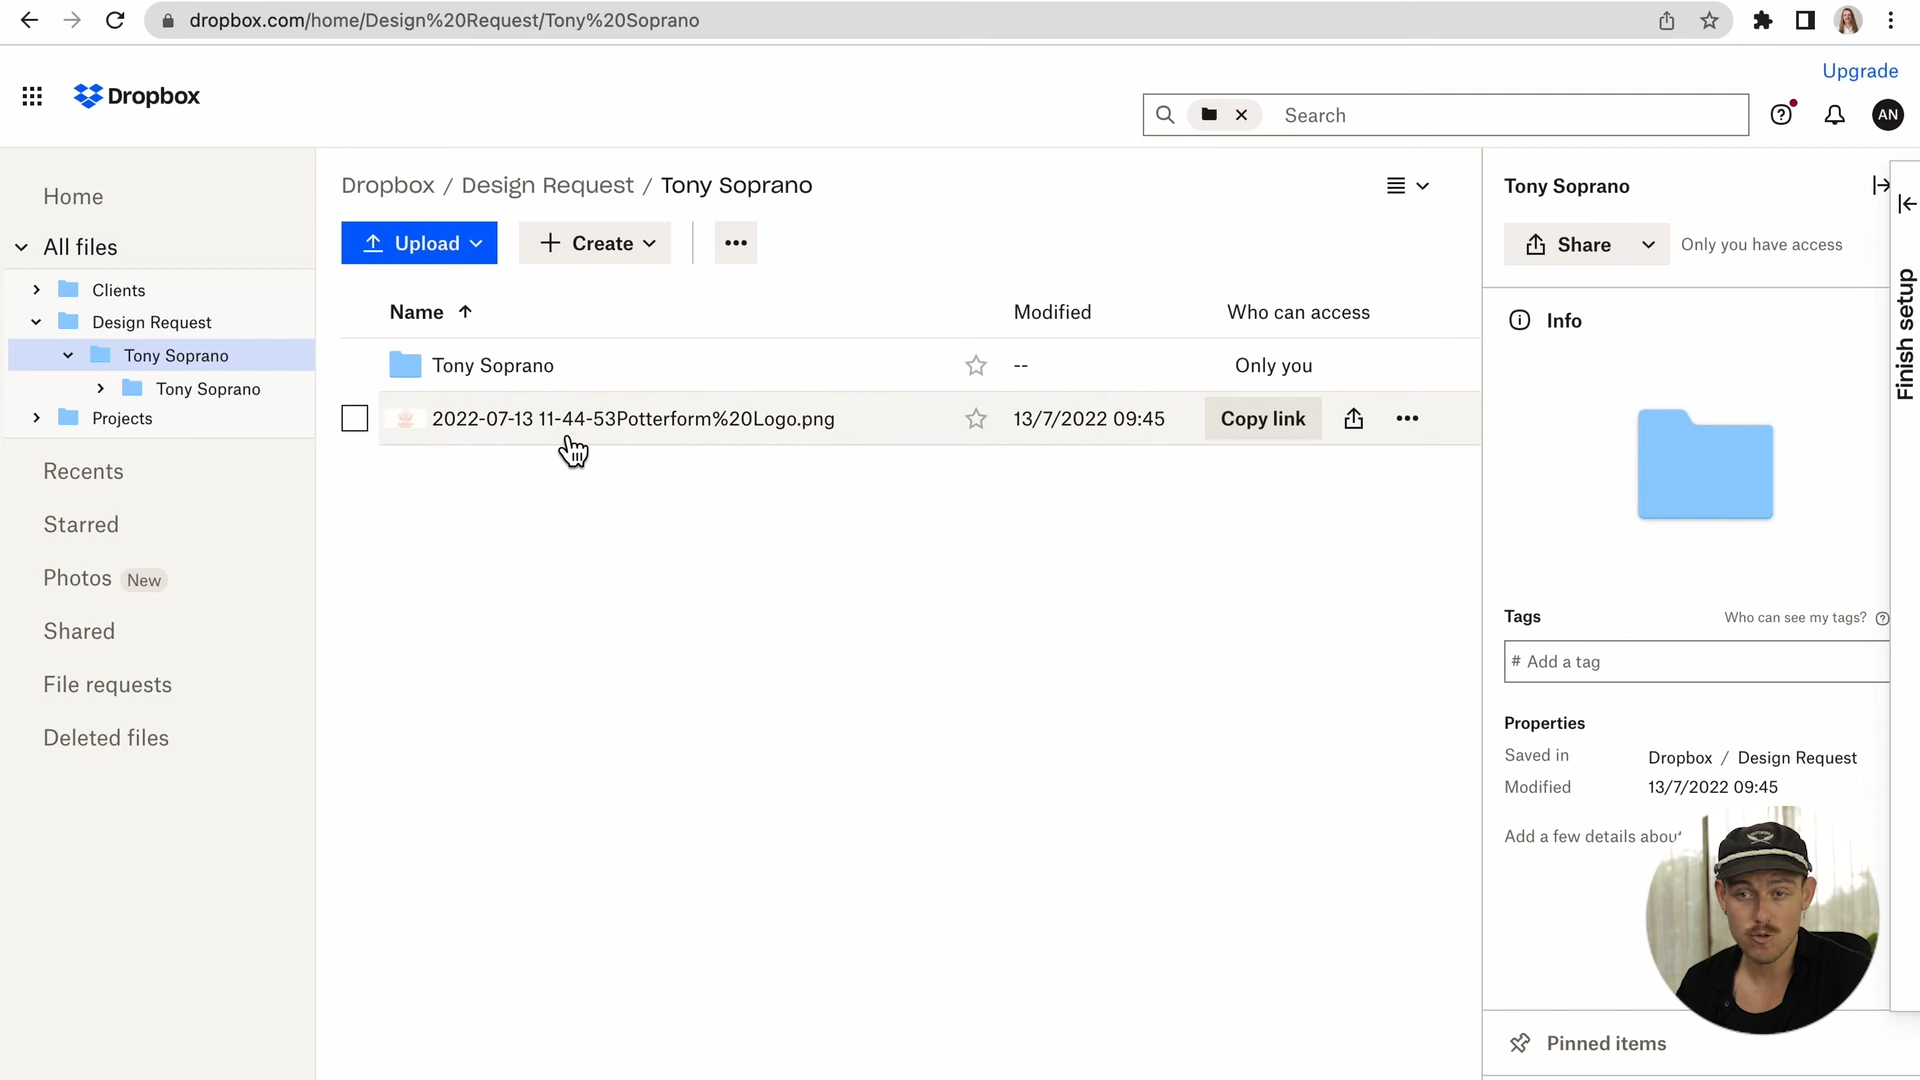 dropbox.com/home/Design%20Request/Tony%20Soprano
Upgrade
Dropbox
Search
AN
Home
All files
Clients
Design Request
Tony Soprano
Tony Soprano
Projects
Recents
Starred
Photos New
Shared
File requests
Deleted files
Dropbox / Design Request / Tony Soprano
Upload
Create
Name Modified Who can access
Tony Soprano -- Only you
2022-07-13 11-44-53Potterform%20Logo.png 13/7/2022 09:45 Copy link
Tony Soprano
Share Only you have access
Info
Tags Who can see my tags?
# Add a tag
Properties
Saved in Dropbox / Design Request
Modified 13/7/2022 09:45
Add a few details about
Pinned items
Finish setup